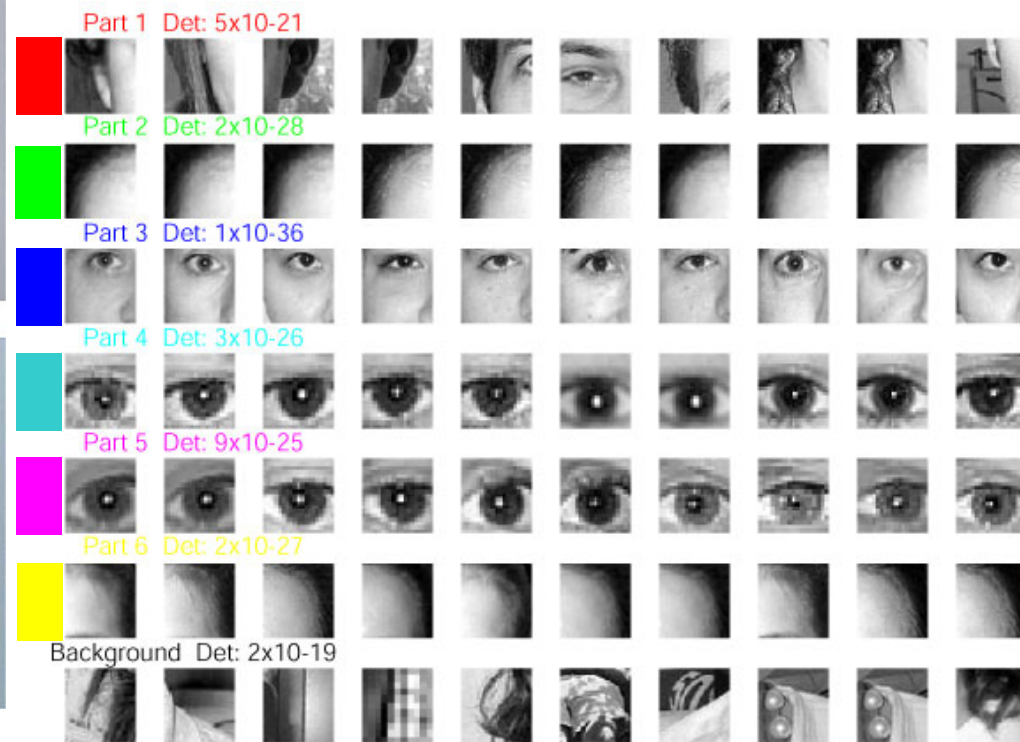 Part 1 Det: 5x10-21
Part 2 Det: 2x10-28
Part 3 Det: 1x10-36
Part 4 Det: 3x10-26
Part 5 Det: 9x10-25
Part 6 Det: 2x10-27
Background Det: 2x10-19